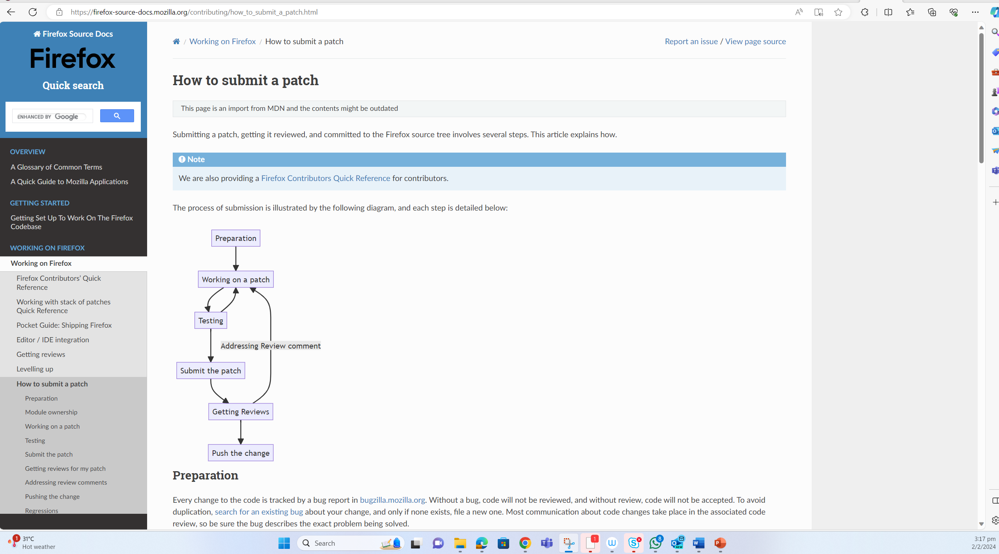 https://firefox-source-docs.mozilla.org/contributing/how_to_submit_a_patch.html
Firefox Source Docs
Firefox
Quick search
ENHANCED BY Google
OVERVIEW
A Glossary of Common Terms
A Quick Guide to Mozilla Applications
GETTING STARTED
Getting Set Up To Work On The Firefox
Codebase
WORKING ON FIREFOX
Working on Firefox
Firefox Contributors' Quick
Reference
Working with stack of patches
Quick Reference
Pocket Guide: Shipping Firefox
Editor / IDE integration
Getting reviews
Levelling up
How to submit a patch
Preparation
Module ownership
Working on a patch
Testing
Submit the patch
Getting reviews for my patch
Addressing review comments
Pushing the change
Regressions
/ Working on Firefox / How to submit a patch
Report an issue / View page source
How to submit a patch
This page is an import from MDN and the contents might be outdated
Submitting a patch, getting it reviewed, and committed to the Firefox source tree involves several steps. This article explains how.
Note
We are also providing a Firefox Contributors Quick Reference for contributors.
The process of submission is illustrated by the following diagram, and each step is detailed below:
Preparation
Working on a patch
Testing
Addressing Review comment
Submit the patch
Getting Reviews
Push the change
Preparation
Every change to the code is tracked by a bug report in bugzilla.mozilla.org. Without a bug, code will not be reviewed, and without review, code will not be accepted. To avoid
duplication, search for an existing bug about your change, and only if none exists, file a new one. Most communication about code changes take place in the associated code
review, so be sure the bug describes the exact problem being solved.
1
31°C
Hot weather
Search
1
8
NEW
3:17 pm
2/2/2024